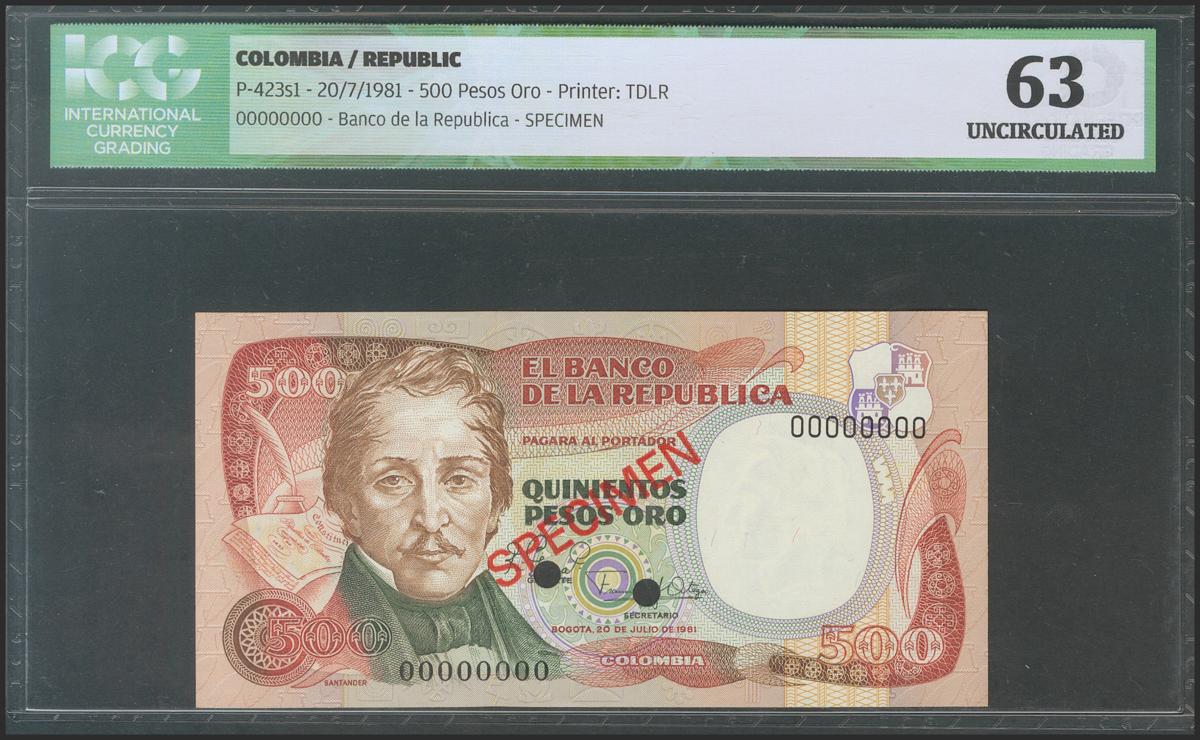 ICG
INTERNATIONAL
CURRENCY
GRADING
COLOMBIA / REPUBLIC
P-423s1 - 20/7/1981 - 500 Pesos Oro - Printer: TDLR
00000000 - Banco de la Republica - SPECIMEN
63
UNCIRCULATED
500
EL BANCO
DE LA REPUBLICA
00000000
PAGARA AL PORTADOR
QUINIENTOS
PESOS ORO
SPECIMEN
Constitucion
GERENTE
SECRETARIO
BOGOTA, 20 DE JULIO DE 1981
500
500
COLOMBIA
00000000
SANTANDER